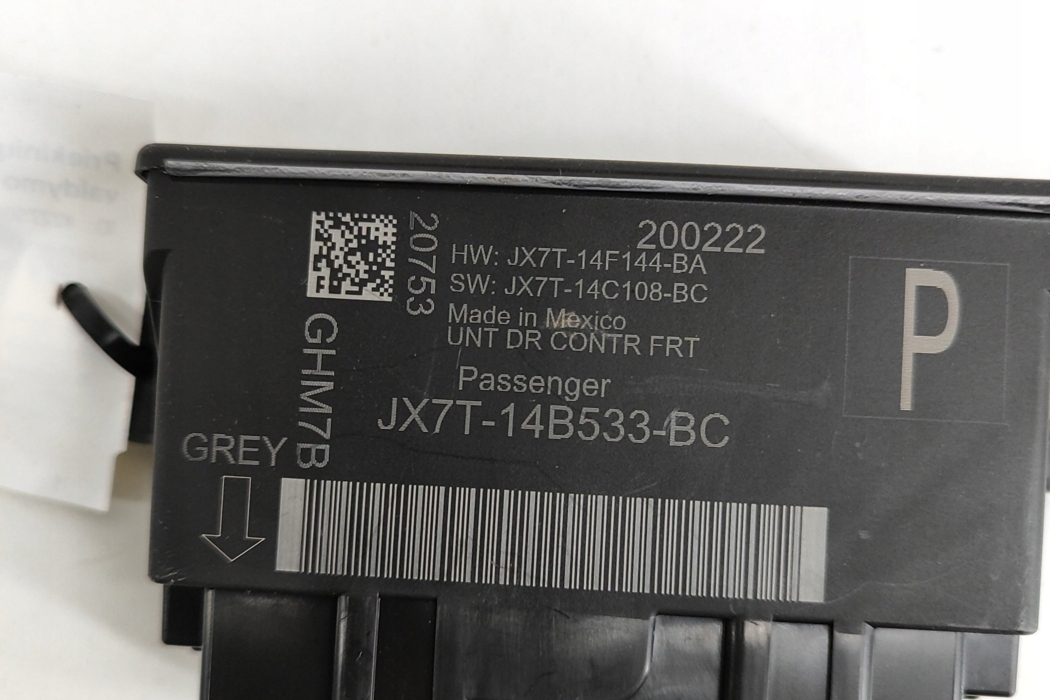 200222
20753
HW: JX7T-14F144-BA
SW: JX7T-14C108-BC
Made in Mexico
UNT DR CONTR FRT
Passenger
JX7T-14B533-BC
GHM7B
GREY
P